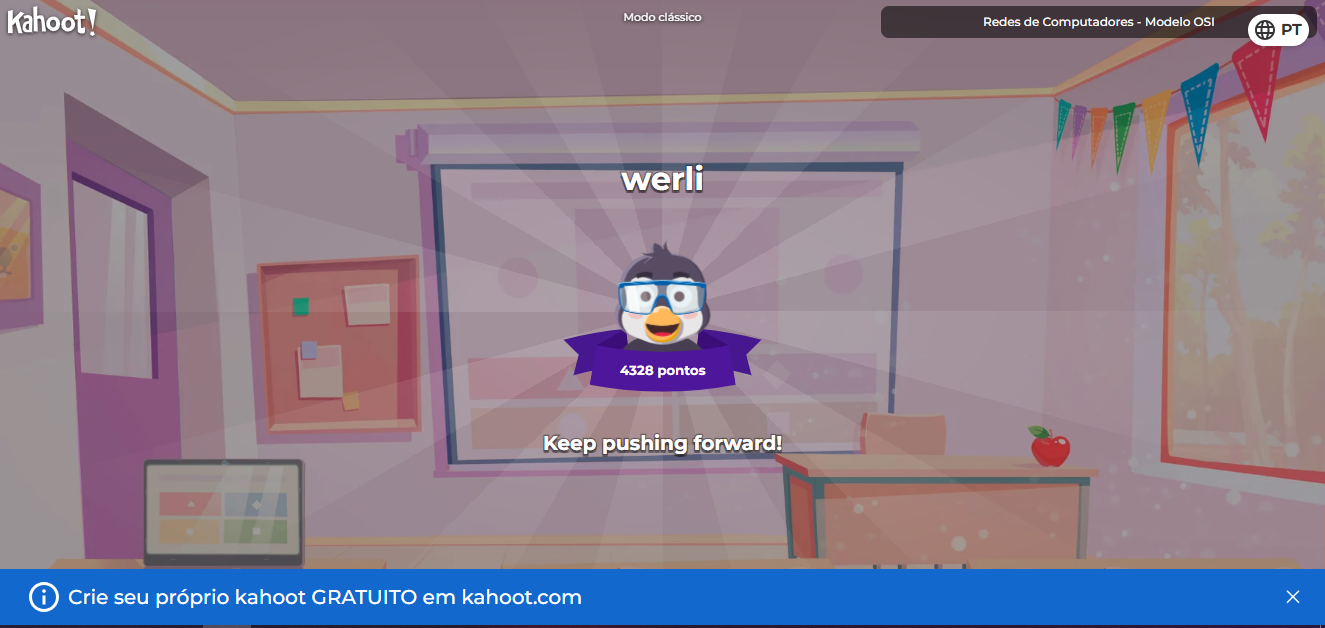 Kahoot!
Modo clássico
Redes de Computadores - Modelo OSI
PT
werli
4328 pontos
Keep pushing forward!
Crie seu próprio kahoot GRATUITO em kahoot.com